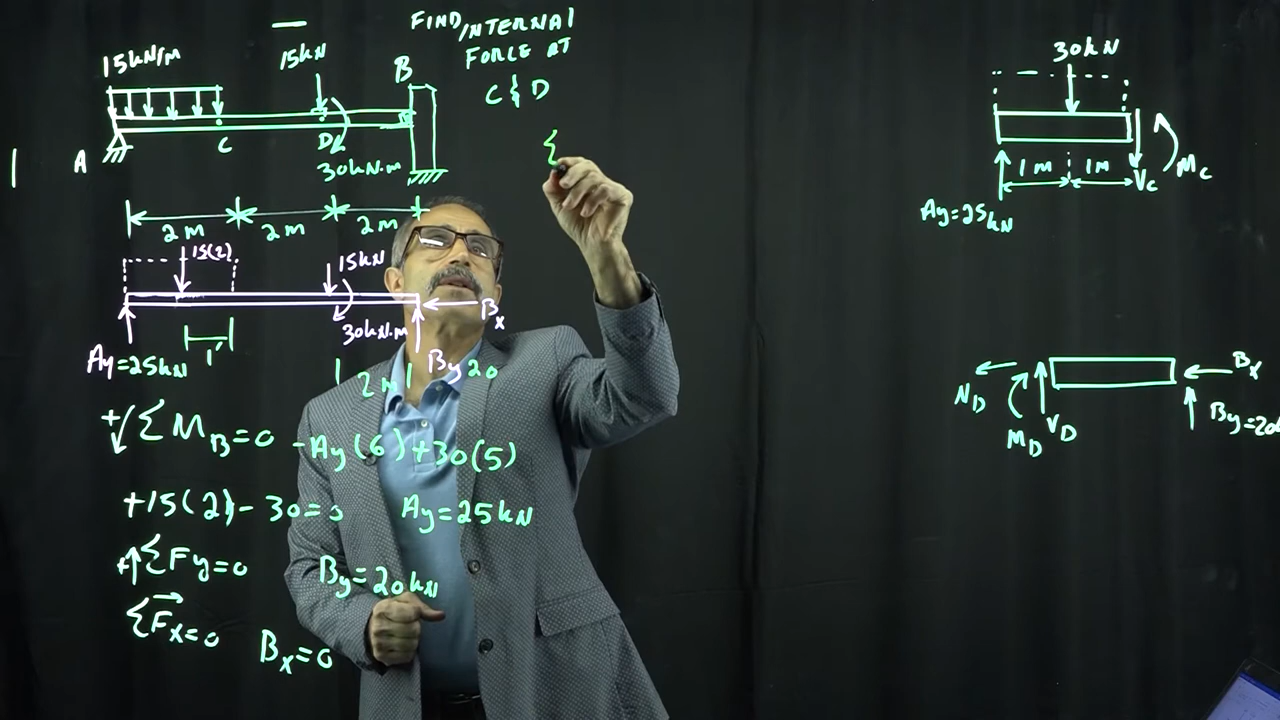 FIND INTERNAL
FORCE AT
C & D
15kN/m
15kN
B
A
C
D
30kN.m
2m
2m
2m
15(2)
15kN
30kN.m
Bx
1'
Ay=25kN
By 20
2m
+ΣMB=0 -Ay(6)+30(5)
+15(2)-30=0 Ay=25kN
+ΣFy=0 By=20kN
ΣFx=0 Bx=0
Σ
30kN
1m 1m
Vc
Mc
Ay=25kN
ND
MD
VD
Bx